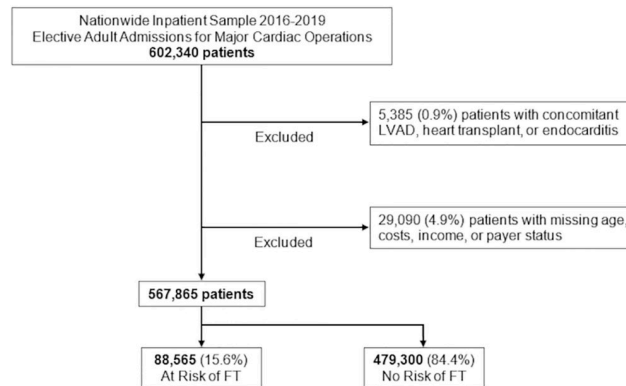 Nationwide Inpatient Sample 2016-2019
Elective Adult Admissions for Major Cardiac Operations
602,340 patients
5,385 (0.9%) patients with concomitant
LVAD, heart transplant, or endocarditis
Excluded
29,090 (4.9%) patients with missing age,
costs, income, or payer status
Excluded
567,865 patients
88,565 (15.6%)
At Risk of FT
479,300 (84.4%)
No Risk of FT